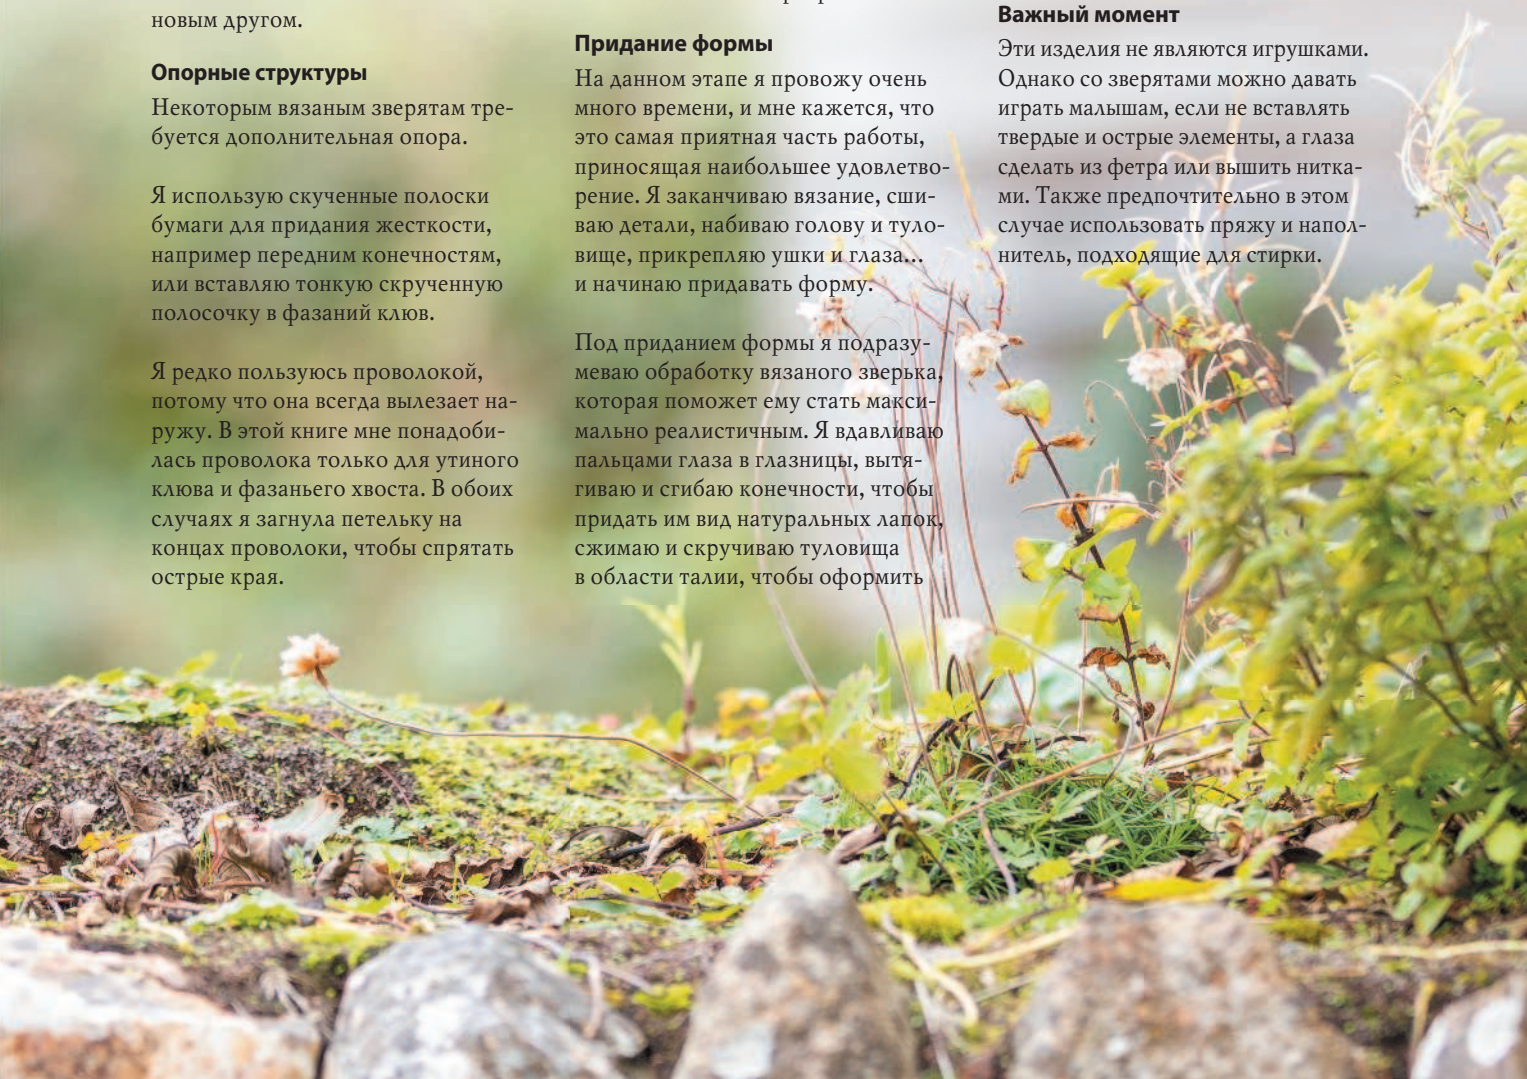 новым другом.
Опорные структуры
Некоторым вязаным зверятам тре-
буется дополнительная опора.
Я использую скученные полоски
бумаги для придания жесткости,
например передним конечностям,
или вставляю тонкую скрученную
полосочку в фазаний клюв.
Я редко пользуюсь проволокой,
потому что она всегда вылезает на-
ружу. В этой книге мне понадоби-
лась проволока только для утиного
клюва и фазаньего хвоста. В обоих
случаях я загнула петельку на
концах проволоки, чтобы спрятать
острые края.
Придание формы
На данном этапе я провожу очень
много времени, и мне кажется, что
это самая приятная часть работы,
приносящая наибольшее удовлетво-
рение. Я заканчиваю вязание, сши-
ваю детали, набиваю голову и туло-
вище, прикрепляю ушки и глаза...
и начинаю придавать форму.
Под приданием формы я подразу-
меваю обработку вязаного зверька,
которая поможет ему стать макси-
мально реалистичным. Я вдавливаю
пальцами глаза в глазницы, вытя-
гиваю и сгибаю конечности, чтобы
придать им вид натуральных лапок,
сжимаю и скручиваю туловища
в области талии, чтобы оформить
Важный момент
Эти изделия не являются игрушками.
Однако со зверятами можно давать
играть малышам, если не вставлять
твердые и острые элементы, а глаза
сделать из фетра или вышить нитка-
ми. Также предпочтительно в этом
случае использовать пряжу и напол-
нитель, подходящие для стирки.